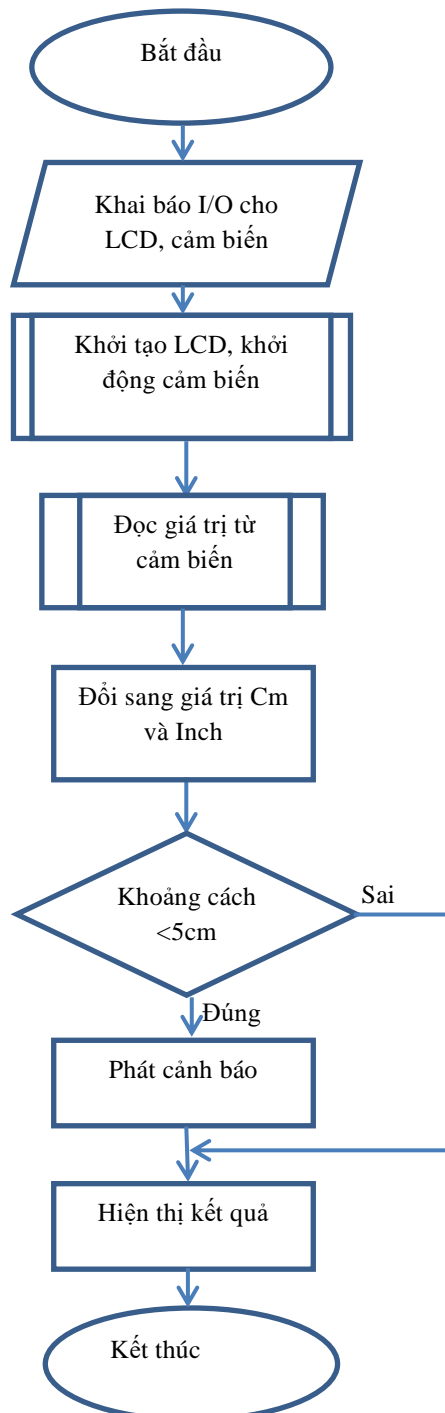 Bắt đầu
Khai báo I/O cho
LCD, cảm biến
Khởi tạo LCD, khởi
động cảm biến
Đọc giá trị từ
cảm biến
Đổi sang giá trị Cm
và Inch
Khoảng cách
<5cm
Sai
Đúng
Phát cảnh báo
Hiện thị kết quả
Kết thúc